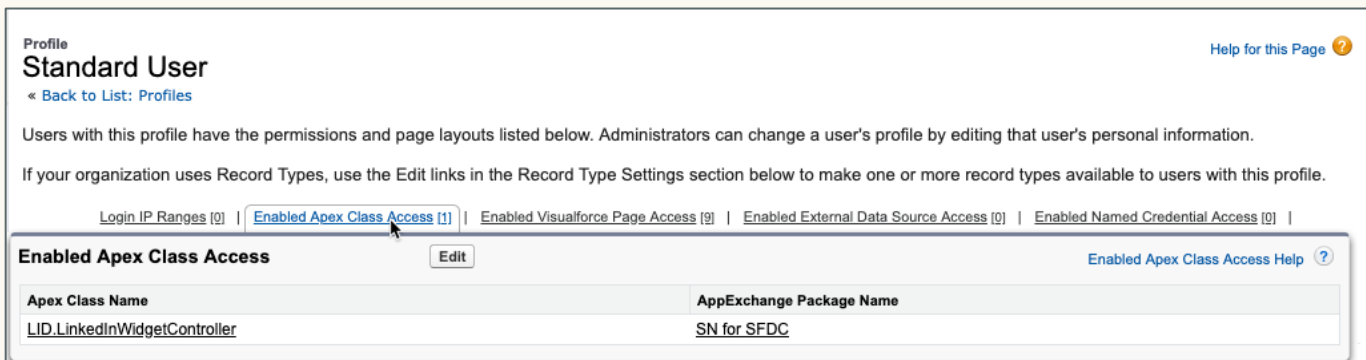 Profile
Standard User
Help for this Page ?
« Back to List: Profiles
Users with this profile have the permissions and page layouts listed below. Administrators can change a user's profile by editing that user's personal information.
If your organization uses Record Types, use the Edit links in the Record Type Settings section below to make one or more record types available to users with this profile.
Login IP Ranges [0] | Enabled Apex Class Access [1] | Enabled Visualforce Page Access [9] | Enabled External Data Source Access [0] | Enabled Named Credential Access [0] |
Enabled Apex Class Access Edit Enabled Apex Class Access Help ?
Apex Class Name AppExchange Package Name
LID.LinkedInWidgetController SN for SFDC